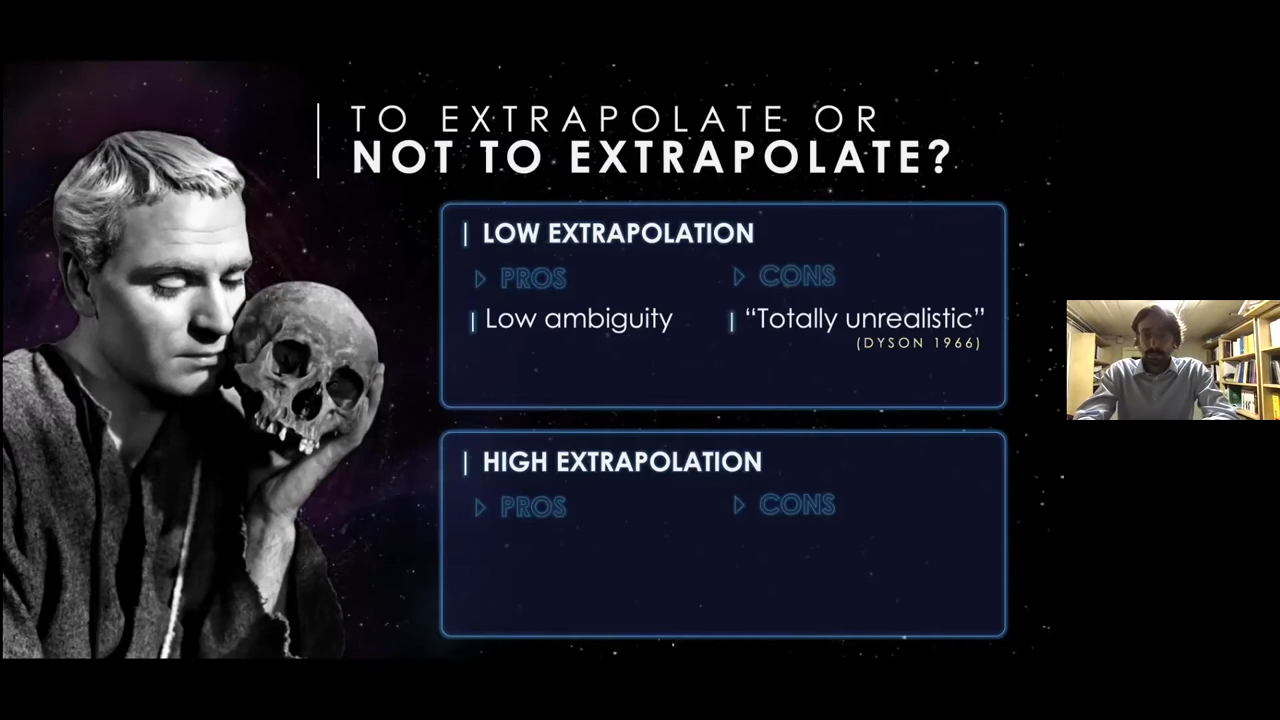 TO EXTRAPOLATE OR
NOT TO EXTRAPOLATE?
| LOW EXTRAPOLATION
PROS
CONS
| Low ambiguity
| “Totally unrealistic”
(DYSON 1966)
| HIGH EXTRAPOLATION
PROS
CONS